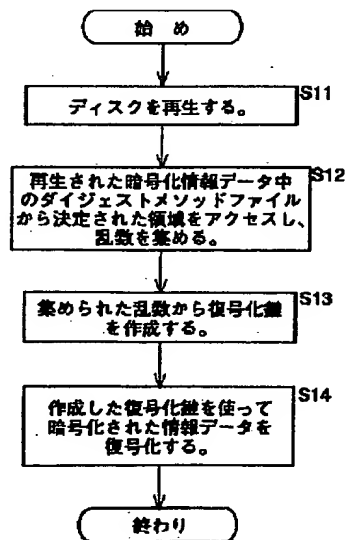 始 め
S11
ディスクを再生する。
S12
再生された暗号化情報データ中
のダイジェストメソッドファイル
から決定された領域をアクセスし、
乱数を集める。
S13
集められた乱数から復号化鍵
を作成する。
S14
作成した復号化鍵を使って
暗号化された情報データを
復号化する。
終わり